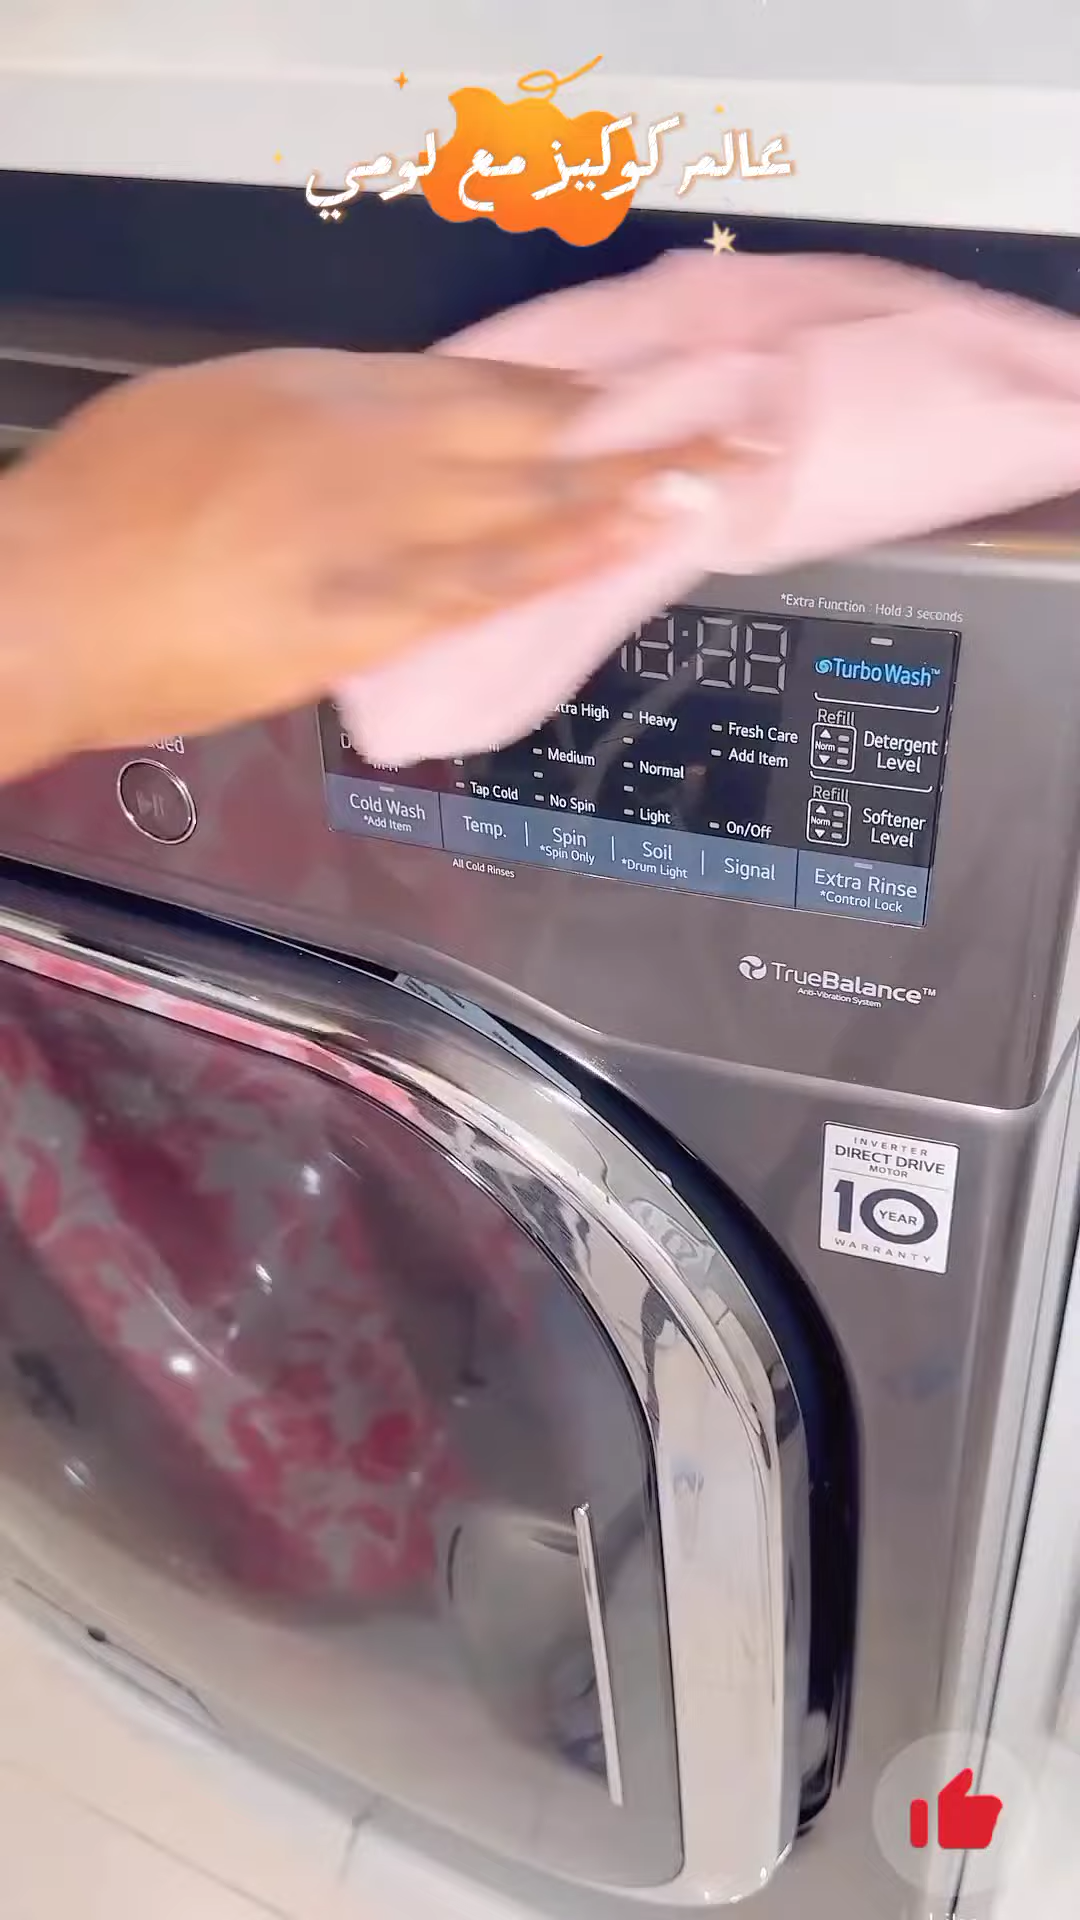 عالم كوكيز مع لومي
*Extra Function : Hold 3 seconds
TurboWash™
Refill
Norm
Detergent
Level
Refill
Norm
Softener
Level
High
Heavy
Fresh Care
Medium
Add Item
Normal
Tap Cold
No Spin
Light
On/Off
Cold Wash
*Add Item
Temp.
Spin
*Spin Only
Soil
*Drum Light
Signal
Extra Rinse
*Control Lock
All Cold Rinses
TrueBalance™
Anti-Vibration System
INVERTER
DIRECT DRIVE
MOTOR
10 YEAR
WARRANTY